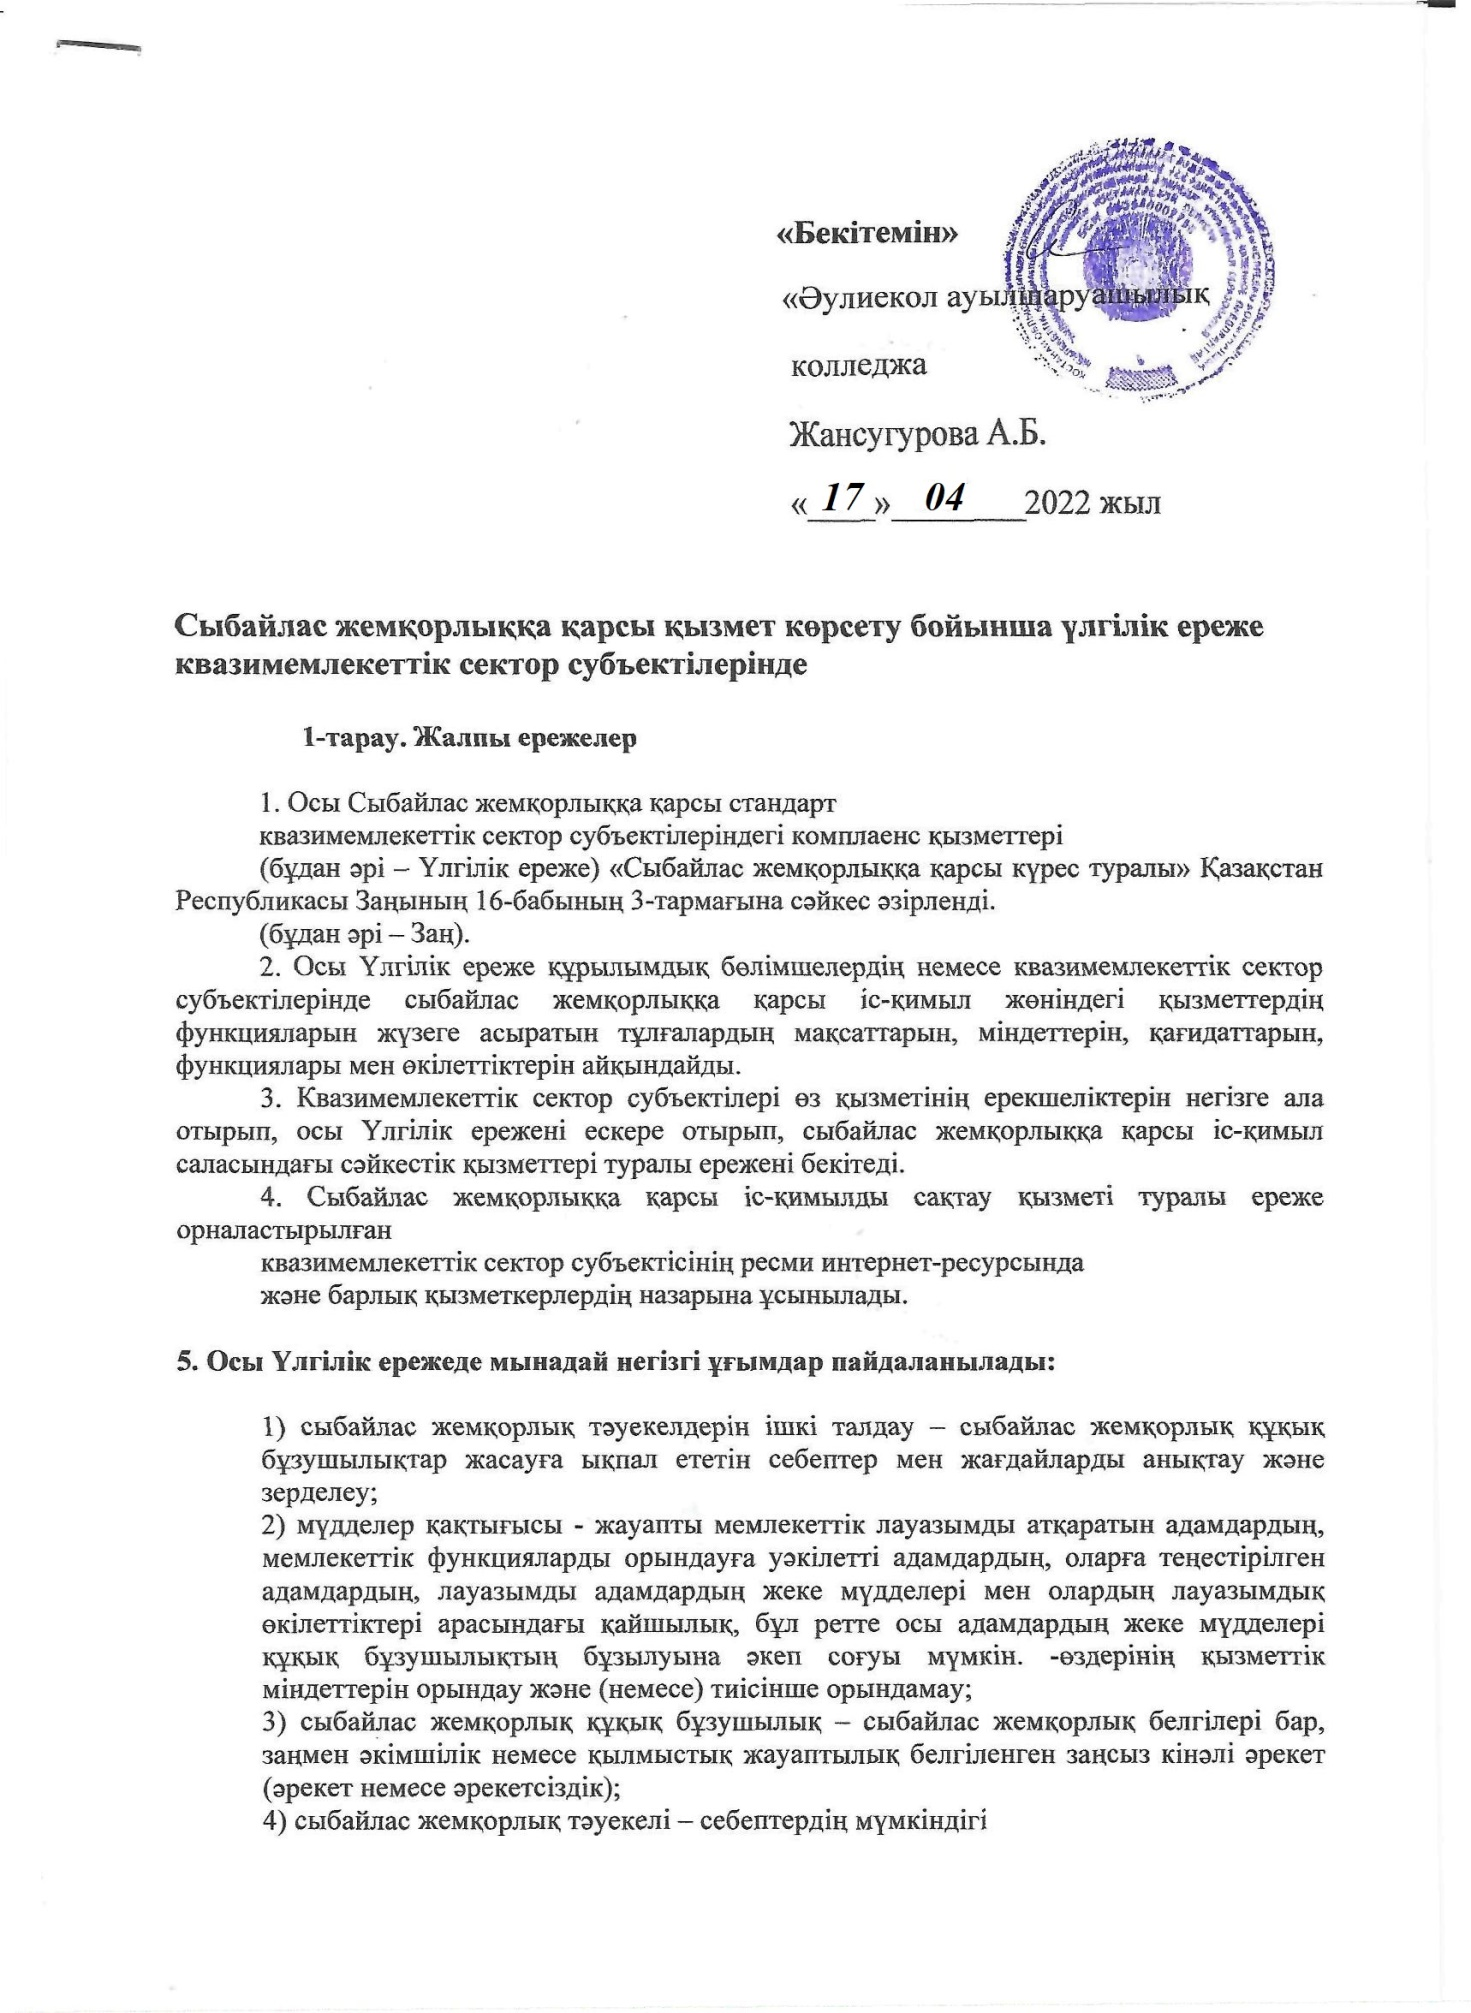 «Бекітемін»
«Әулиекол ауылшаруашылық
колледжа
Жансугурова А.Б.
«17» 04 2022 жыл
Сыбайлас жемқорлыққа қарсы қызмет көрсету бойынша үлгілік ереже
квазимемлекеттік сектор субъектілерінде
1-тарау. Жалпы ережелер
1. Осы Сыбайлас жемқорлыққа қарсы стандарт
квазимемлекеттік сектор субъектілеріндегі комплаенс қызметтері
(бұдан әрі – Үлгілік ереже) «Сыбайлас жемқорлыққа қарсы күрес туралы» Қазақстан
Республикасы Заңының 16-бабының 3-тармағына сәйкес әзірленді.
(бұдан әрі – Заң).
2. Осы Үлгілік ереже құрылымдық бөлімшелердің немесе квазимемлекеттік сектор
субъектілерінде сыбайлас жемқорлыққа қарсы іс-қимыл жөніндегі қызметтердің
функцияларын жүзеге асыратын тұлғалардың мақсаттарын, міндеттерін, қағидаттарын,
функциялары мен өкілеттіктерін айқындайды.
3. Квазимемлекеттік сектор субъектілері өз қызметінің ерекшеліктерін негізге ала
отырып, осы Үлгілік ережені ескере отырып, сыбайлас жемқорлыққа қарсы іс-қимыл
саласындағы сәйкестік қызметтері туралы ережені бекітеді.
4. Сыбайлас жемқорлыққа қарсы іс-қимылды сақтау қызметі туралы ереже
орналастырылған
квазимемлекеттік сектор субъектісінің ресми интернет-ресурсында
және барлық қызметкерлердің назарына ұсынылады.
5. Осы Үлгілік ережеде мынадай негізгі ұғымдар пайдаланылады:
1) сыбайлас жемқорлық тәуекелдерін ішкі талдау – сыбайлас жемқорлық құқық
бұзушылықтар жасауға ықпал ететін себептер мен жағдайларды анықтау және
зерделеу;
2) мүдделер қақтығысы - жауапты мемлекеттік лауазымды атқаратын адамдардың,
мемлекеттік функцияларды орындауға уәкілетті адамдардың, оларға теңестірілген
адамдардың, лауазымды адамдардың жеке мүдделері мен олардың лауазымдық
өкілеттіктері арасындағы қайшылық, бұл ретте осы адамдардың жеке мүдделері
құқық бұзушылықтың бұзылуына әкеп соғуы мүмкін. -өздерінің қызметтік
міндеттерін орындау және (немесе) тиісінше орындамау;
3) сыбайлас жемқорлық құқық бұзушылық – сыбайлас жемқорлық белгілері бар,
заңмен әкімшілік немесе қылмыстық жауаптылық белгіленген заңсыз кінәлі әрекет
(әрекет немесе әрекетсіздік);
4) сыбайлас жемқорлық тәуекелі – себептердің мүмкіндігі